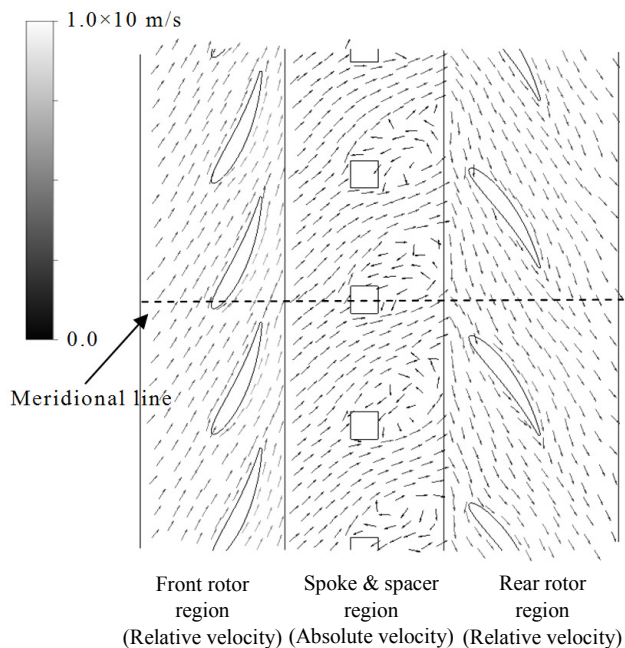 1.0×10 m/s
0.0
Meridional line
Front rotor
region
(Relative velocity)
Spoke & spacer
region
(Absolute velocity)
Rear rotor
region
(Relative velocity)